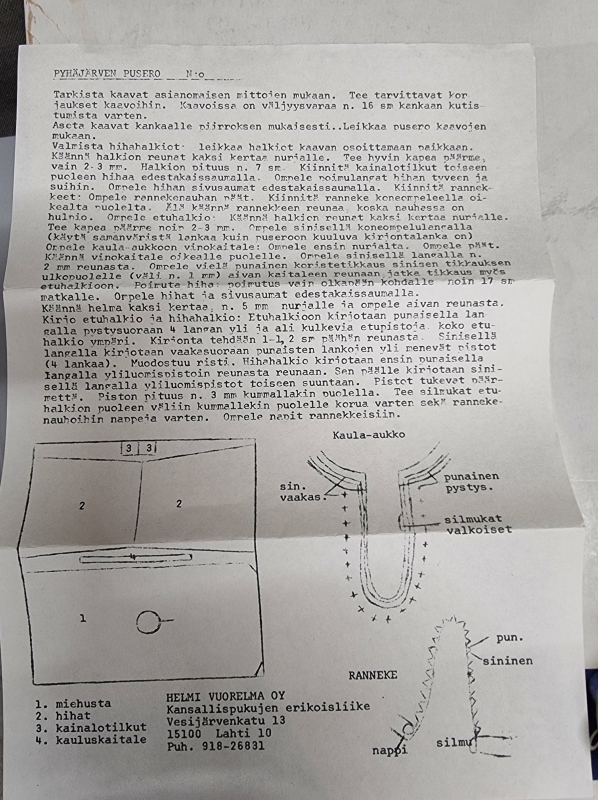 PYHÄJÄRVEN PUSERO N:o
Tarkista kaavat asianomaisen mittojen mukaan. Tee tarvittavat kor
jaukset kaavoihin. Kaavoissa on väljyysvaraa n. 16 sm kankaan kutis-
tumista varten.
Aseta kaavat kankaalle piirroksen mukaisesti..Leikkaa pusero kaavojen
mukaan.
Valmista hihahalkiot: leikkaa halkiot kaavan osoittamaan paikkaan.
Käännä halkion reunat kaksi kertaa nurjalle. Tee hyvin kapea päärme,
vain 2-3 mm. Halkion pituus n. 7 sm. Kiinnitä kainalotilkut toiseen
puoleen hihaa edestakaissaumalla. Ompele poimulangat hihan tyveen ja
suihin. Ompele hihan sivusaumat edestakaissaumalla. Kiinnitä rannek-
keet: Ompele rannekenauhan päät. Kiinnitä ranneke koneompeleella oi-
kealta puolelta. Älä käännä rannekkeen reunaa, koska nauhassa on
hulpio. Ompele etuhalkio: Käännä halkion reunat kaksi kertaa nurjalle.
Tee kapea päärme noin 2-3 mm. Ompele sinisellä koneompelulangalla
(käytä samanväristä lankaa kuin puseroon kuuluva kirjontalanka on)
Ompele kaula-aukkoon vinokaitale: Ompele ensin nurjalta. Ompele päät.
Käännä vinokaitale oikealle puolelle. Ompele sinisellä langalla n.
2 mm reunasta. Ompele vielä punainen koristetikkaus sinisen tikkauksen
ulkopuolelle (väli n. 1 mm) aivan kaitaleen reunaan, jatka tikkaus myös
etuhalkioon. Poimuta hiha: poimutus vain olkapään kohdalle noin 17 sm
matkalle. Ompele hihat ja sivusaumat edestakaissaumalla.
Käännä helma kaksi kertaa, n. 5 mm nurjalle ja ompele aivan reunasta.
Kirjo etuhalkio ja hihahalkio: Etuhalkioon kirjotaan punaisella lan
galla pystysuoraan 4 langan yli ja ali kulkevia etupistoja koko etu-
halkio ympäri. Kirjonta tehdään 1-1,2 sm päähän reunasta. Sinisellä
langalla kirjotaan vaakasuoraan punaisten lankojen yli menevät pistot
(4 lankaa). Muodostuu risti. Hihahalkio kirjotaan ensin punaisella
langalla yliluomispistoin reunasta reunaan. Sen päälle kirjotaan sini-
sellä langalla yliluomispistot toiseen suuntaan. Pistot tukevat päär-
mettä. Piston pituus n. 3 mm kummallakin puolella. Tee silmukat etu-
halkion puoleen väliin kummallekin puolelle korua varten sekä ranneke-
nauhoihin nappeja varten. Ompele napit rannekkeisiin.
Kaula-aukko
3 3
2
2
4
1
sin.
vaakas.
punainen
pystys.
silmukat
valkoiset
pun.
sininen
RANNEKE
nappi
silmu
1. miehusta
2. hihat
3. kainalotilkut
4. kauluskaitale
HELMI VUORELMA OY
Kansallispukujen erikoisliike
Vesijärvenkatu 13
15100 Lahti 10
Puh. 918-26831